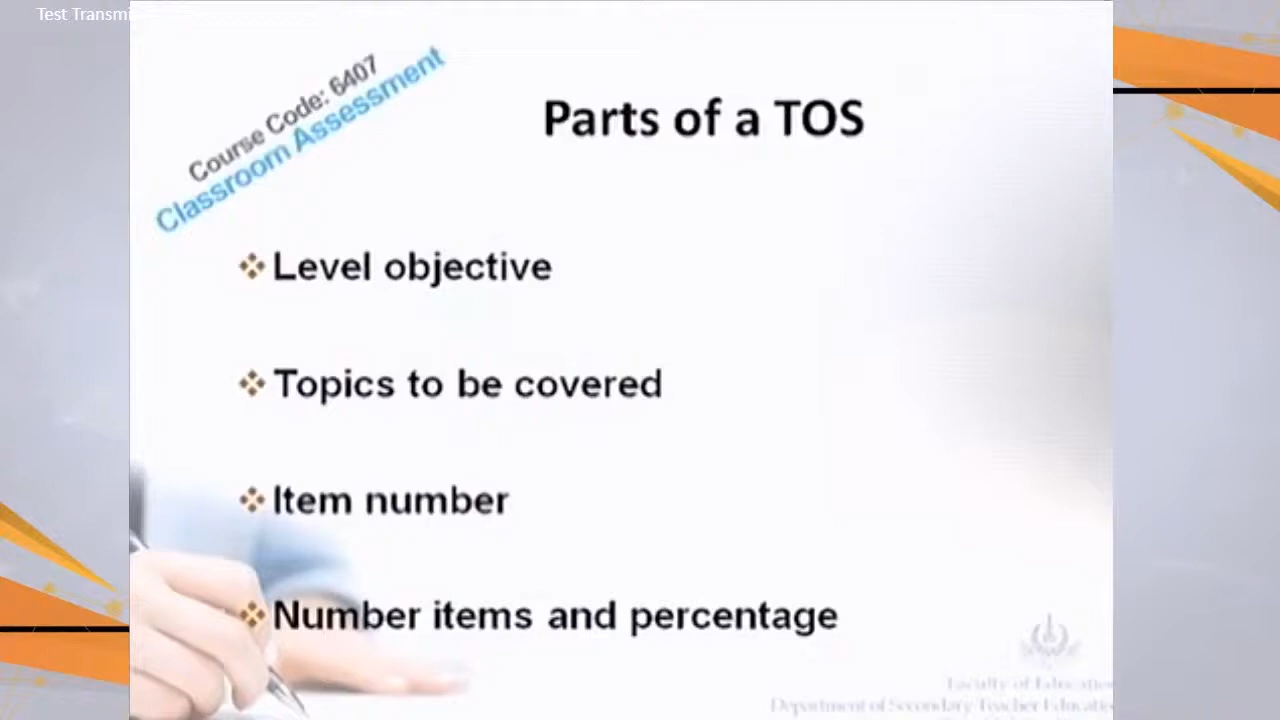 Test Transmi
Course Code: 6407
Classroom Assessment
Parts of a TOS
Level objective
Topics to be covered
Item number
Number items and percentage
Faculty of Education
Department of Secondary Teacher Education